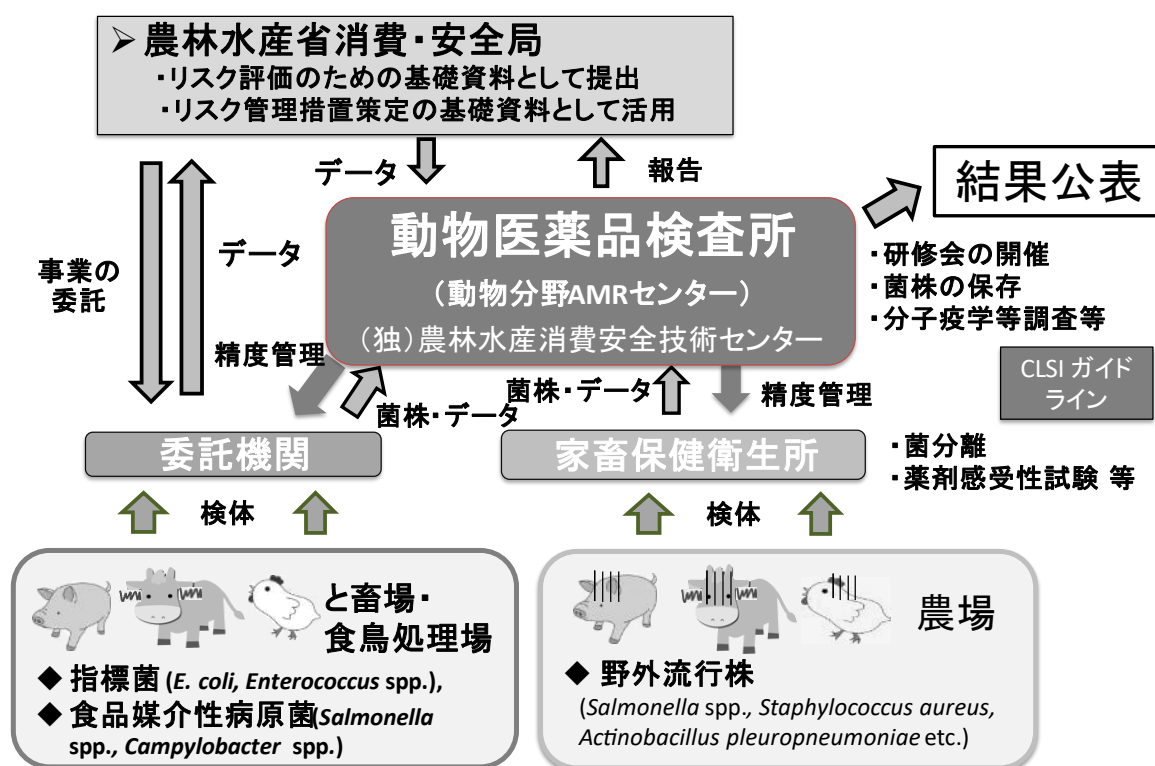 ➢ 農林水産省消費・安全局
・リスク評価のための基礎資料として提出
・リスク管理措置策定の基礎資料として活用
データ
報告
結果公表
動物医薬品検査所
（動物分野AMRセンター）
（独）農林水産消費安全技術センター
事業の
委託
データ
・研修会の開催
・菌株の保存
・分子疫学等調査等
精度管理
菌株・データ
菌株・データ
精度管理
CLSI ガイド
ライン
委託機関
家畜保健衛生所
・菌分離
・薬剤感受性試験 等
検体
検体
と畜場・
食鳥処理場
◆ 指標菌 (E. coli, Enterococcus spp.),
◆ 食品媒介性病原菌(Salmonella
spp., Campylobacter spp.)
農場
◆ 野外流行株
(Salmonella spp., Staphylococcus aureus,
Actinobacillus pleuropneumoniae etc.)